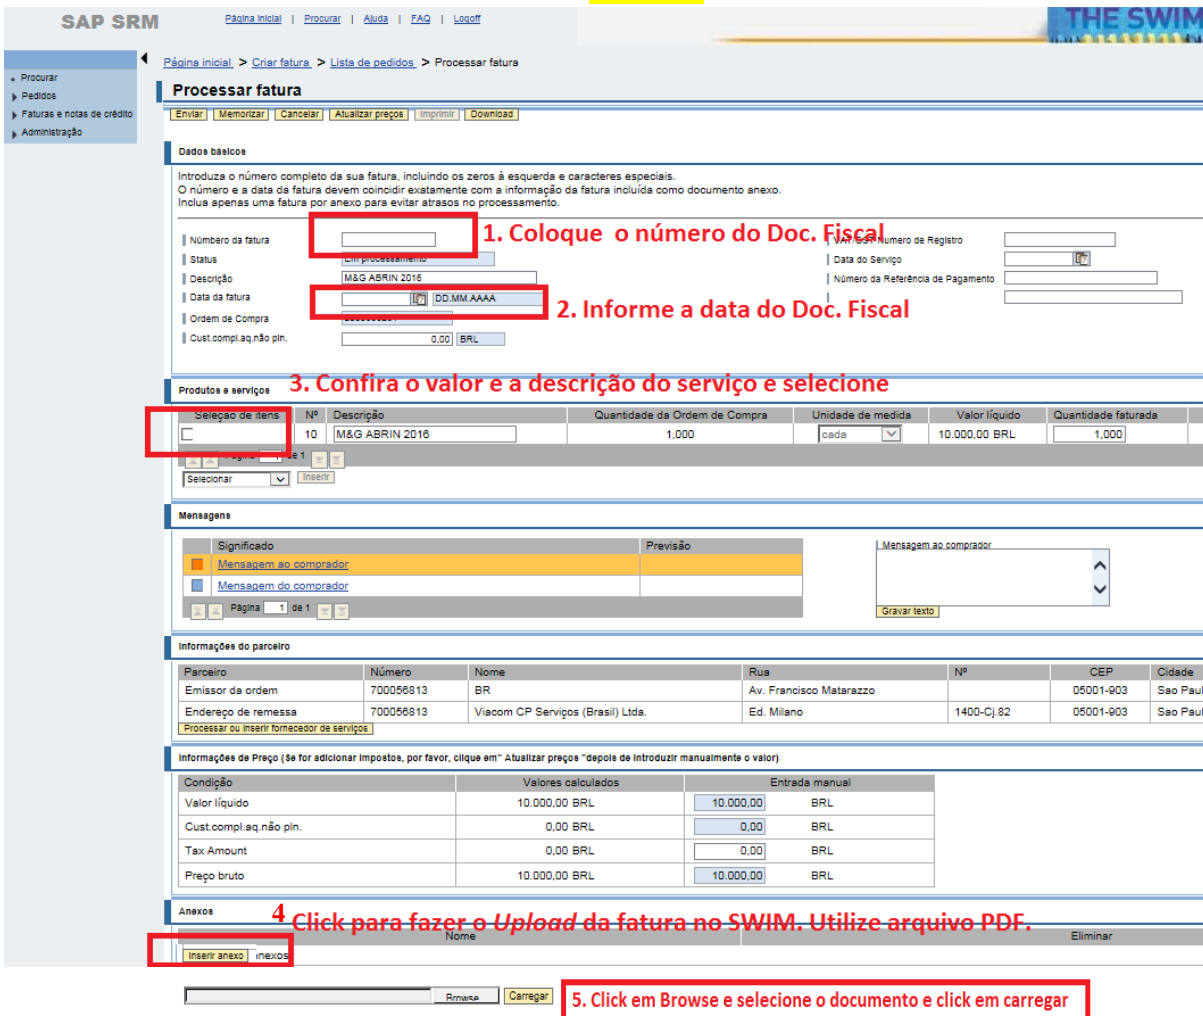 SAP SRM
Página Inicial | Procurar | Ajuda | FAQ | Logoff
THE SWIM
Página inicial > Criar fatura > Lista de pedidos > Processar fatura
Procurar
Pedidos
Faturas e notas de crédito
Administração
Processar fatura
Enviar Memorizar Cancelar Atualizar preços Imprimir Download
Dados básicos
Introduza o número completo da sua fatura, incluindo os zeros à esquerda e caracteres especiais.
O número e a data da fatura devem coincidir exatamente com a informação da fatura incluída como documento anexo.
Inclua apenas uma fatura por anexo para evitar atrasos no processamento.
1. Coloque o número do Doc. Fiscal
Númbero da fatura
VAT/GST Numero de Registro
Status Em processamento
Data do Serviço
Descrição M&G ABRIN 2016
Número da Referência de Pagamento
Data da fatura DD.MM.AAAA
2. Informe a data do Doc. Fiscal
Ordem de Compra
Cust.compl.aq.não pln. 0,00 BRL
3. Confira o valor e a descrição do serviço e selecione
Produtos e serviços
Seleção de itens Nº Descrição Quantidade da Ordem de Compra Unidade de medida Valor líquido Quantidade faturada
10 M&G ABRIN 2016 1,000 cada 10.000,00 BRL 1,000
Página 1 de 1
Selecionar Inserir
Mensagens
Significado Previsão
Mensagem ao comprador
Mensagem do comprador
Página 1 de 1
Mensagem ao comprador
Gravar texto
Informações do parceiro
Parceiro Número Nome Rua Nº CEP Cidade
Emissor da ordem 700056813 BR Av. Francisco Matarazzo 05001-903 Sao Paul
Endereço de remessa 700056813 Viacom CP Serviços (Brasil) Ltda. Ed. Milano 1400-Cj.82 05001-903 Sao Paul
Processar ou inserir fornecedor de serviços
Informações de Preço (Se for adicionar impostos, por favor, clique em" Atualizar preços "depois de introduzir manualmente o valor)
Condição Valores calculados Entrada manual
Valor líquido 10.000,00 BRL 10.000,00 BRL
Cust.compl.aq.não pln. 0,00 BRL 0,00 BRL
Tax Amount 0,00 BRL 0,00 BRL
Preço bruto 10.000,00 BRL 10.000,00 BRL
Anexos
4 Click para fazer o Upload da fatura no SWIM. Utilize arquivo PDF.
Nome Eliminar
Inserir anexo nexos
Browse... Carregar
5. Click em Browse e selecione o documento e click em carregar